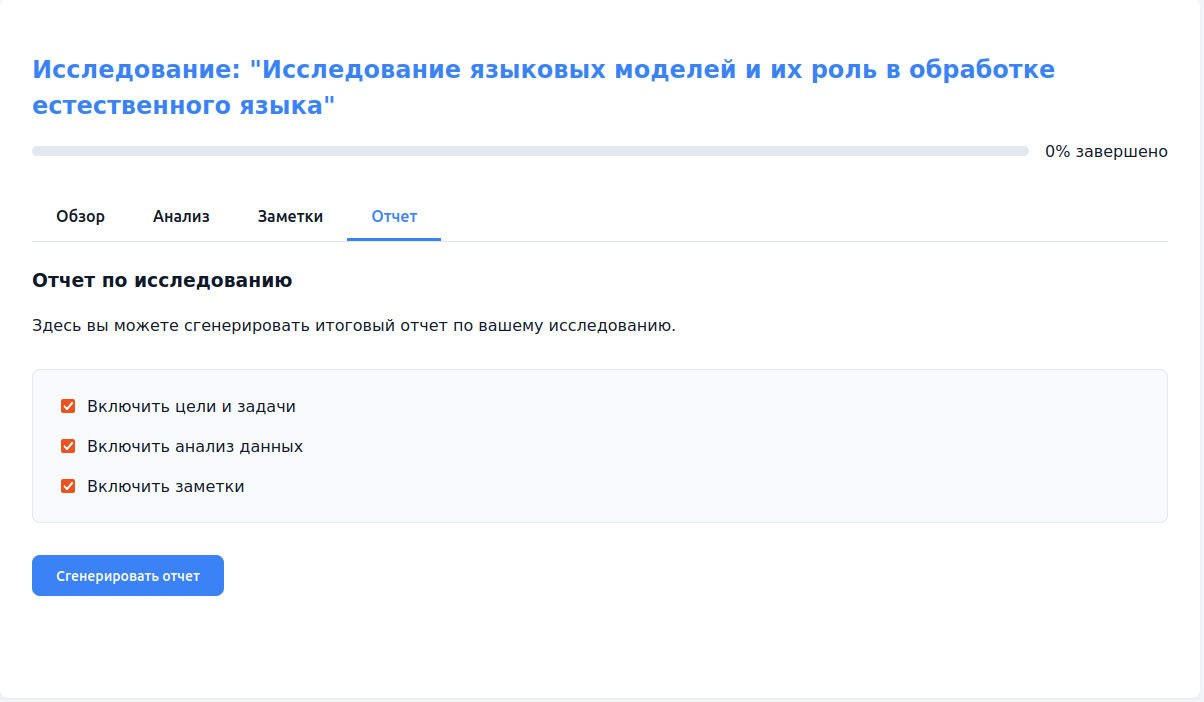 Исследование: "Исследование языковых моделей и их роль в обработке
естественного языка"
0% завершено
Обзор
Анализ
Заметки
Отчет
Отчет по исследованию
Здесь вы можете сгенерировать итоговый отчет по вашему исследованию.
Включить цели и задачи
Включить анализ данных
Включить заметки
Сгенерировать отчет